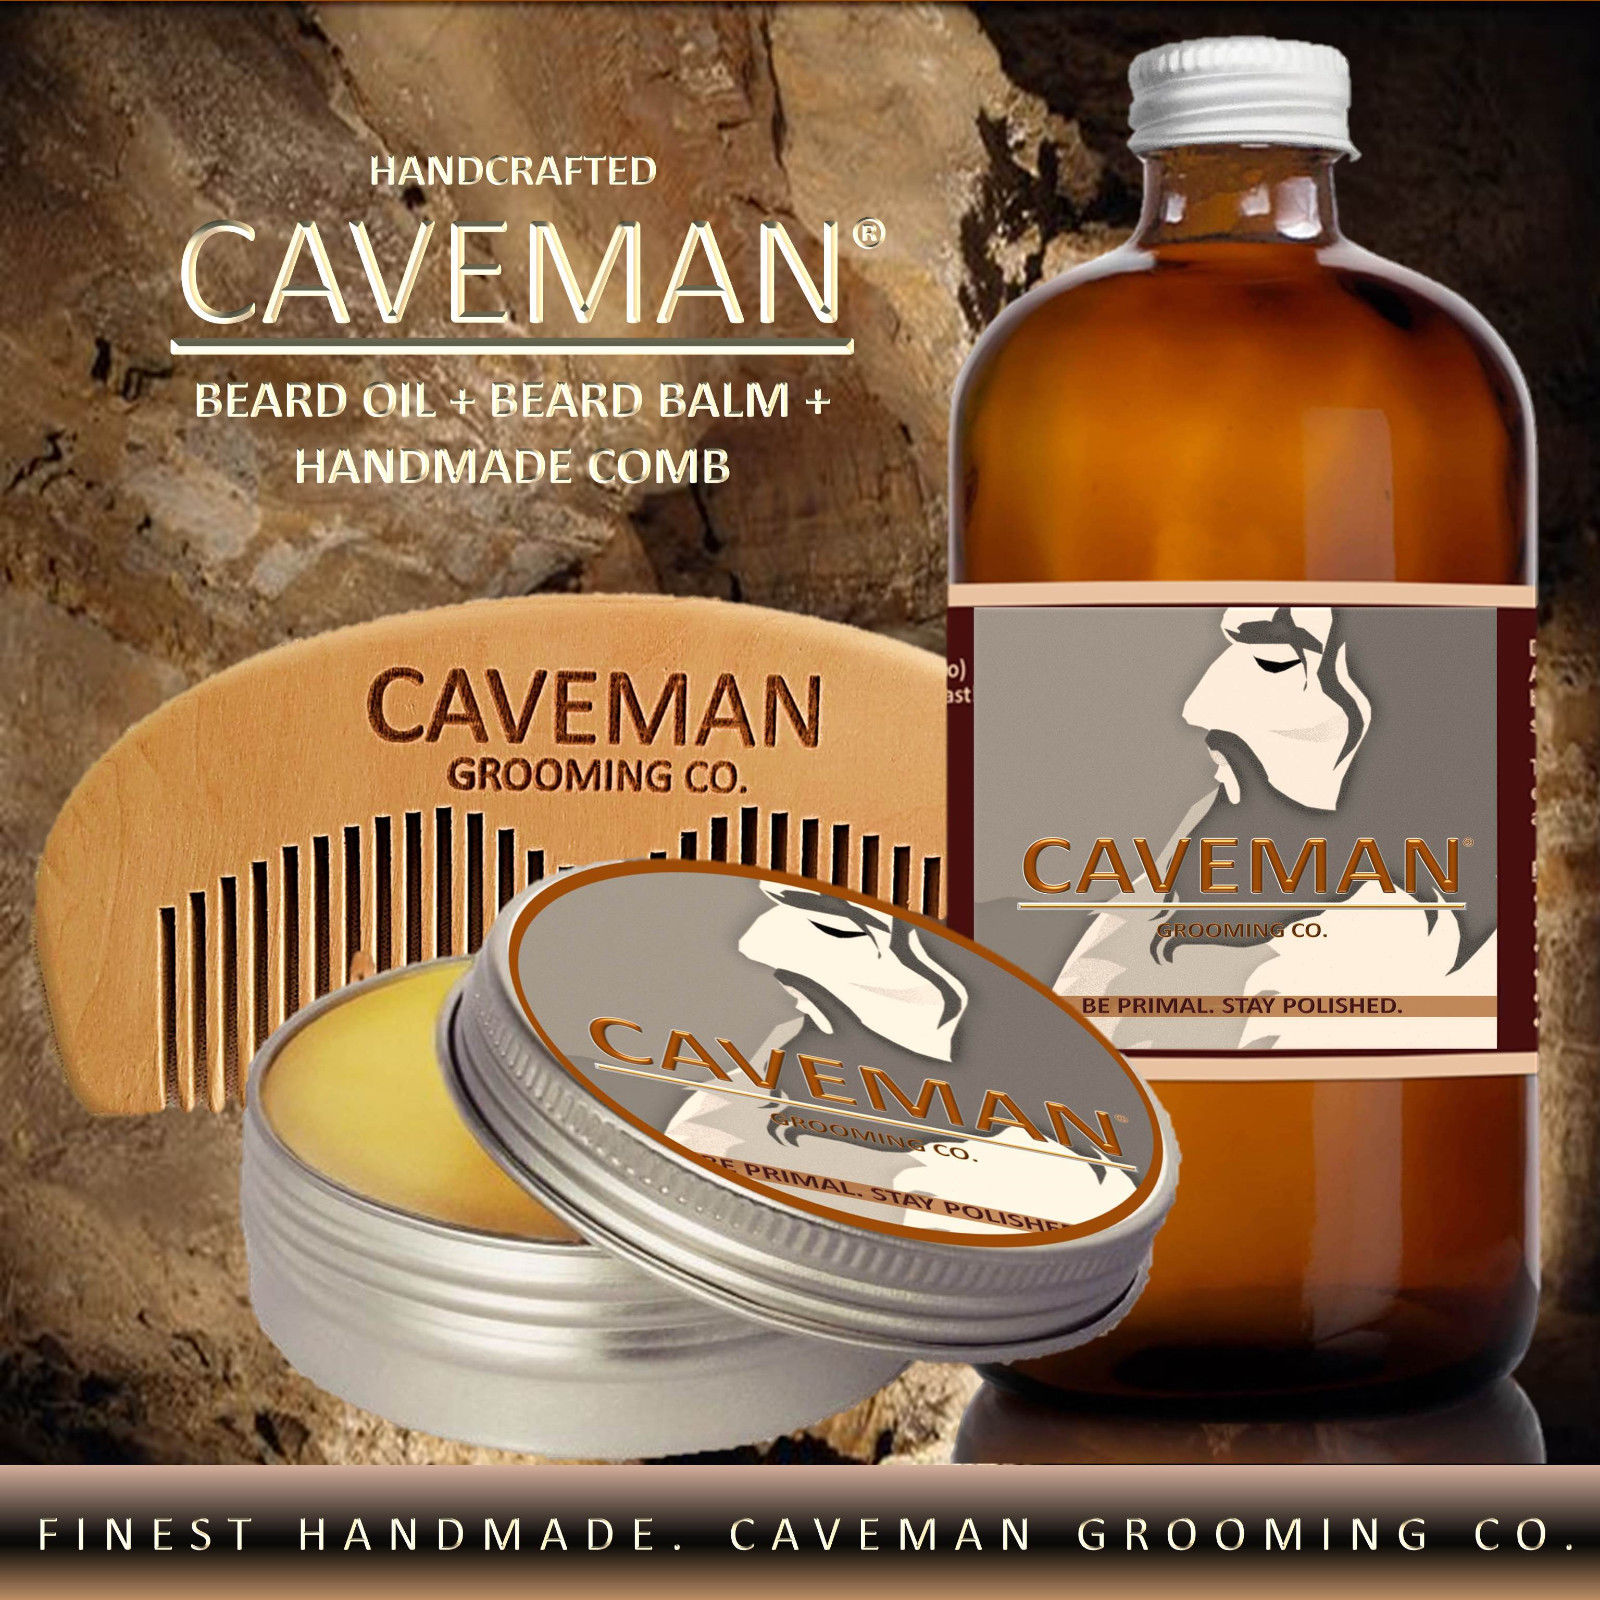 HANDCRAFTED
CAVEMAN®
BEARD OIL + BEARD BALM +
HANDMADE COMB
CAVEMAN
GROOMING CO.
CAVEMAN®
GROOMING CO.
BE PRIMAL. STAY POLISHED.
CAVEMAN®
GROOMING CO.
BE PRIMAL. STAY POLISHE
FINEST HANDMADE. CAVEMAN GROOMING CO.